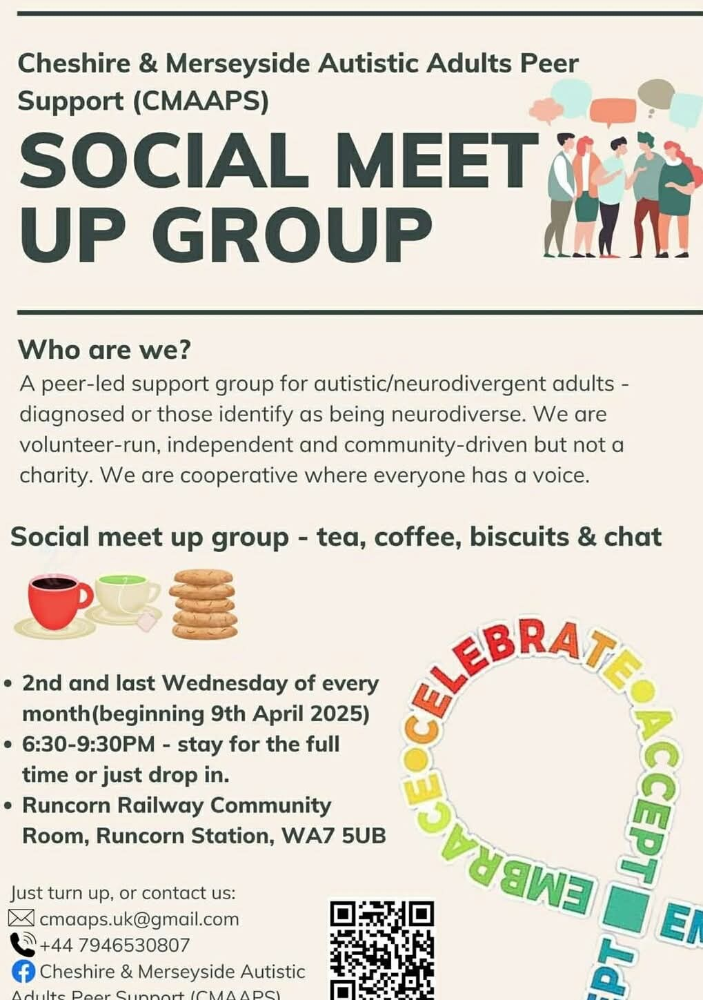 Cheshire & Merseyside Autistic Adults Peer
Support (CMAAPS)
SOCIAL MEET
UP GROUP
Who are we?
A peer-led support group for autistic/neurodivergent adults -
diagnosed or those identify as being neurodiverse. We are
volunteer-run, independent and community-driven but not a
charity. We are cooperative where everyone has a voice.
Social meet up group - tea, coffee, biscuits & chat
• 2nd and last Wednesday of every
month(beginning 9th April 2025)
• 6:30-9:30PM - stay for the full
time or just drop in.
• Runcorn Railway Community
Room, Runcorn Station, WA7 5UB
EMBRACE•CELEBRATE•ACCEPT
Just turn up, or contact us:
cmaaps.uk@gmail.com
+44 7946530807
Cheshire & Merseyside Autistic
Adults Peer Support (CMAAPS)